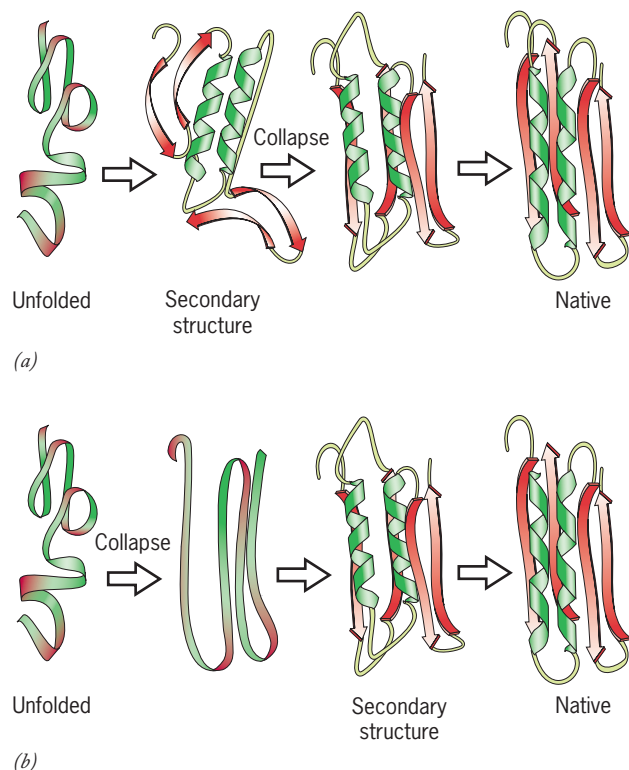 Collapse
Unfolded
Secondary
structure
Native
(a)
Collapse
Unfolded
Secondary
structure
Native
(b)